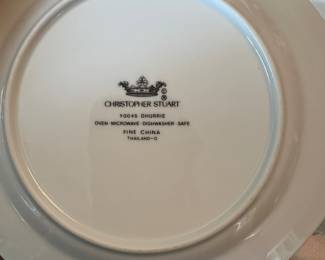 CHRISTOPHER STUART
Y0045 DHURRIE
OVEN · MICROWAVE · DISHWASHER · SAFE
FINE CHINA
THAILAND-D